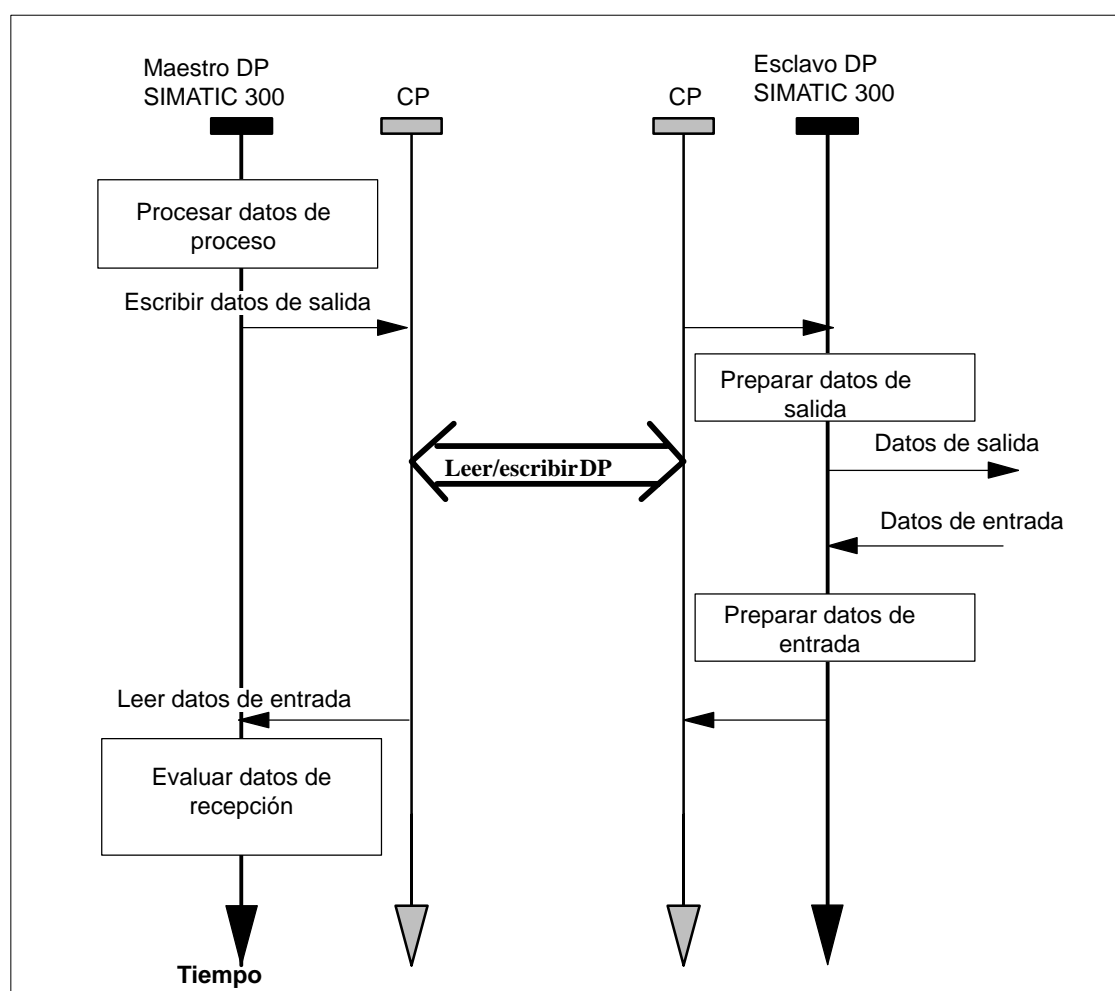 Maestro DP
SIMATIC 300
CP
CP
Esclavo DP
SIMATIC 300
Procesar datos de
proceso
Escribir datos de salida
Preparar datos de
salida
Datos de salida
Leer/escribir DP
Datos de entrada
Preparar datos de
entrada
Leer datos de entrada
Evaluar datos de
recepción
Tiempo